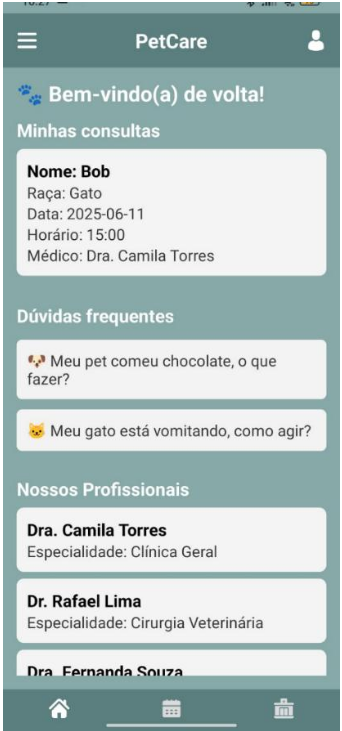 PetCare
🐾 Bem-vindo(a) de volta!
Minhas consultas
Nome: Bob
Raça: Gato
Data: 2025-06-11
Horário: 15:00
Médico: Dra. Camila Torres
Dúvidas frequentes
🐶 Meu pet comeu chocolate, o que
fazer?
🐱 Meu gato está vomitando, como agir?
Nossos Profissionais
Dra. Camila Torres
Especialidade: Clínica Geral
Dr. Rafael Lima
Especialidade: Cirurgia Veterinária
Dra. Fernanda Souza